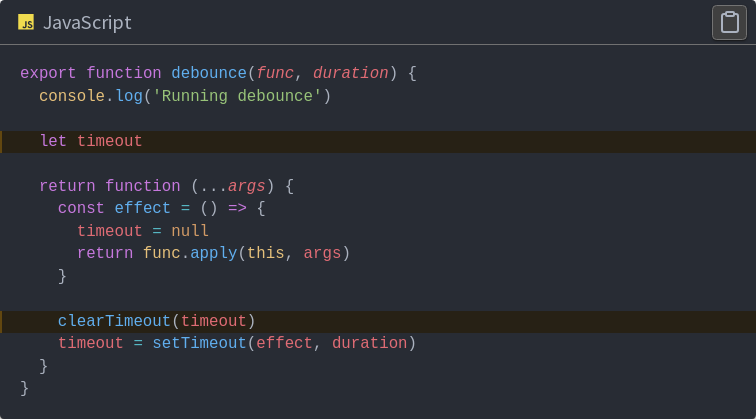 JS JavaScript
export function debounce(func, duration) {
  console.log('Running debounce')

  let timeout

  return function (...args) {
    const effect = () => {
      timeout = null
      return func.apply(this, args)
    }

    clearTimeout(timeout)
    timeout = setTimeout(effect, duration)
  }
}